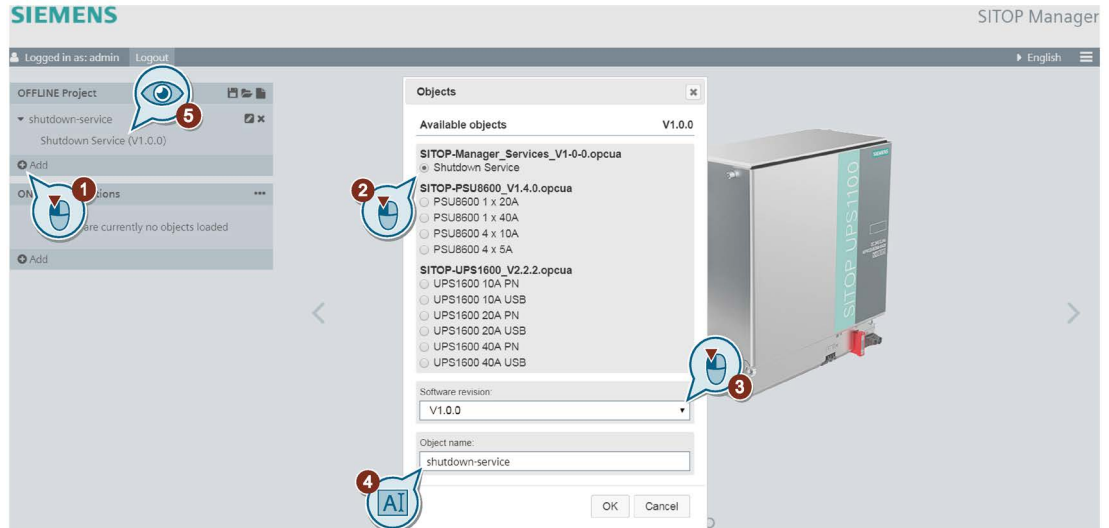 SIEMENS
SITOP Manager
Logged in as: admin Logout
English
OFFLINE Project
5
shutdown-service
Shutdown Service (V1.0.0)
Add
1
are currently no objects loaded
Add
Objects
Available objects V1.0.0
SITOP-Manager_Services_V1-0-0.opcua
Shutdown Service
2
SITOP-PSU8600_V1.4.0.opcua
PSU8600 1 x 20A
PSU8600 1 x 40A
PSU8600 4 x 10A
PSU8600 4 x 5A
SITOP-UPS1600_V2.2.2.opcua
UPS1600 10A PN
UPS1600 10A USB
UPS1600 20A PN
UPS1600 20A USB
UPS1600 40A PN
UPS1600 40A USB
Software revision:
V1.0.0
3
Object name:
shutdown-service
4
AI
OK Cancel
SIEMENS
SITOP UPS1100